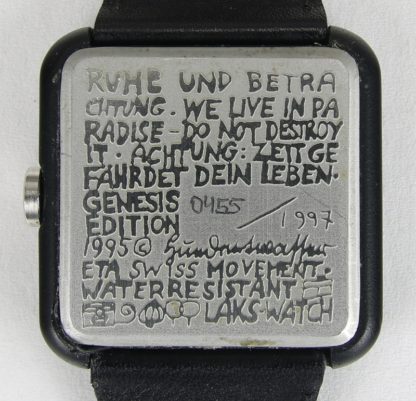 RUHE UND BETRA
CHTUNG. WE LIVE IN PA
RADISE - DO NOT DESTROY
IT · ACHTUNG: ZEIT GE
FÄHRDET DEIN LEBEN·
GENESIS 0455
EDITION /1997
1995 © Hundertwasser
ETA SWISS MOVEMENT·
WATERRESISTANT
LAKS-WATCH